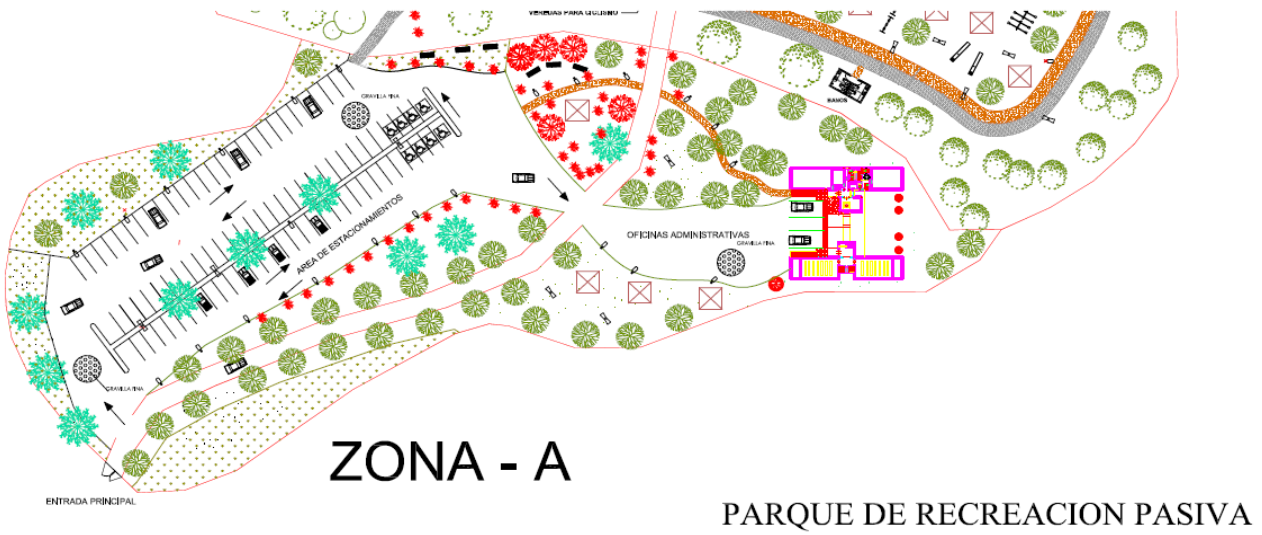 VEREDAS PARA CICLISMO
GRAVILLA FINA
BANOS
AREA DE ESTACIONAMIENTOS
OFICINAS ADMINISTRATIVAS
GRAVILLA FINA
GRAVILLA FINA
ZONA - A
ENTRADA PRINCIPAL
PARQUE DE RECREACION PASIVA